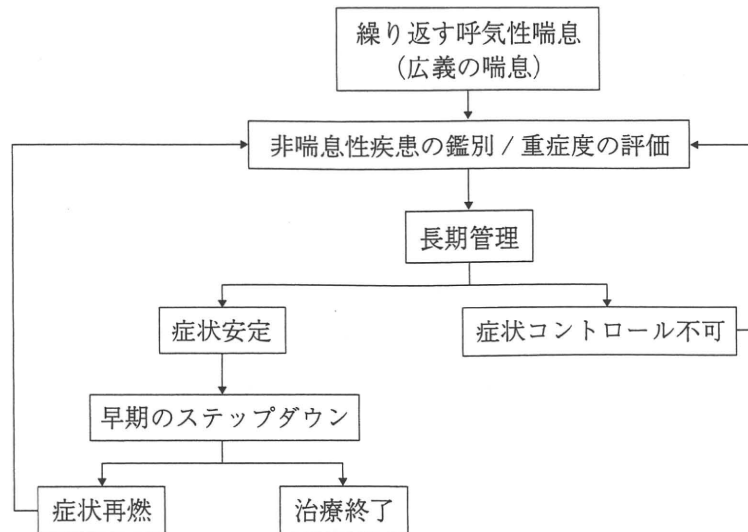 繰り返す呼気性喘息
(広義の喘息)
非喘息性疾患の鑑別 / 重症度の評価
長期管理
症状安定
症状コントロール不可
早期のステップダウン
症状再燃
治療終了